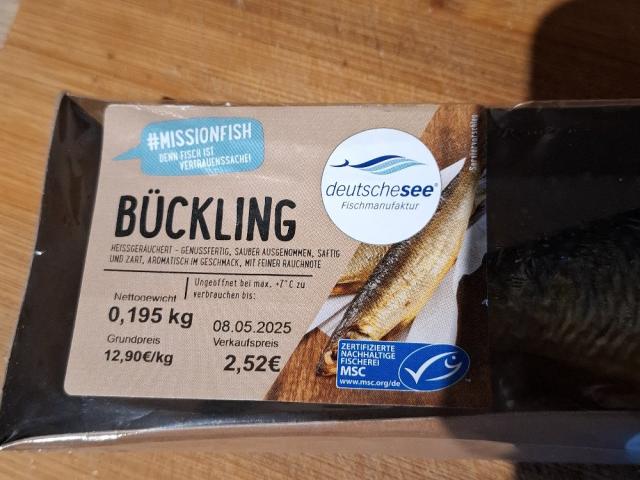 #MISSIONFISH
DENN FISCH IST
VERTRAUENSSACHE!
deutschesee®
Fischmanufaktur
Serviervorschlag
BÜCKLING
HEISSGERÄUCHERT - GENUSSFERTIG, SAUBER AUSGENOMMEN, SAFTIG
UND ZART, AROMATISCH IM GESCHMACK, MIT FEINER RAUCHNOTE
Ungeöffnet bei max. +7°C zu
verbrauchen bis:
Nettogewicht
0,195 kg
08.05.2025
Grundpreis
Verkaufspreis
12,90€/kg
2,52€
ZERTIFIZIERTE
NACHHALTIGE
FISCHEREI
MSC
www.msc.org/de